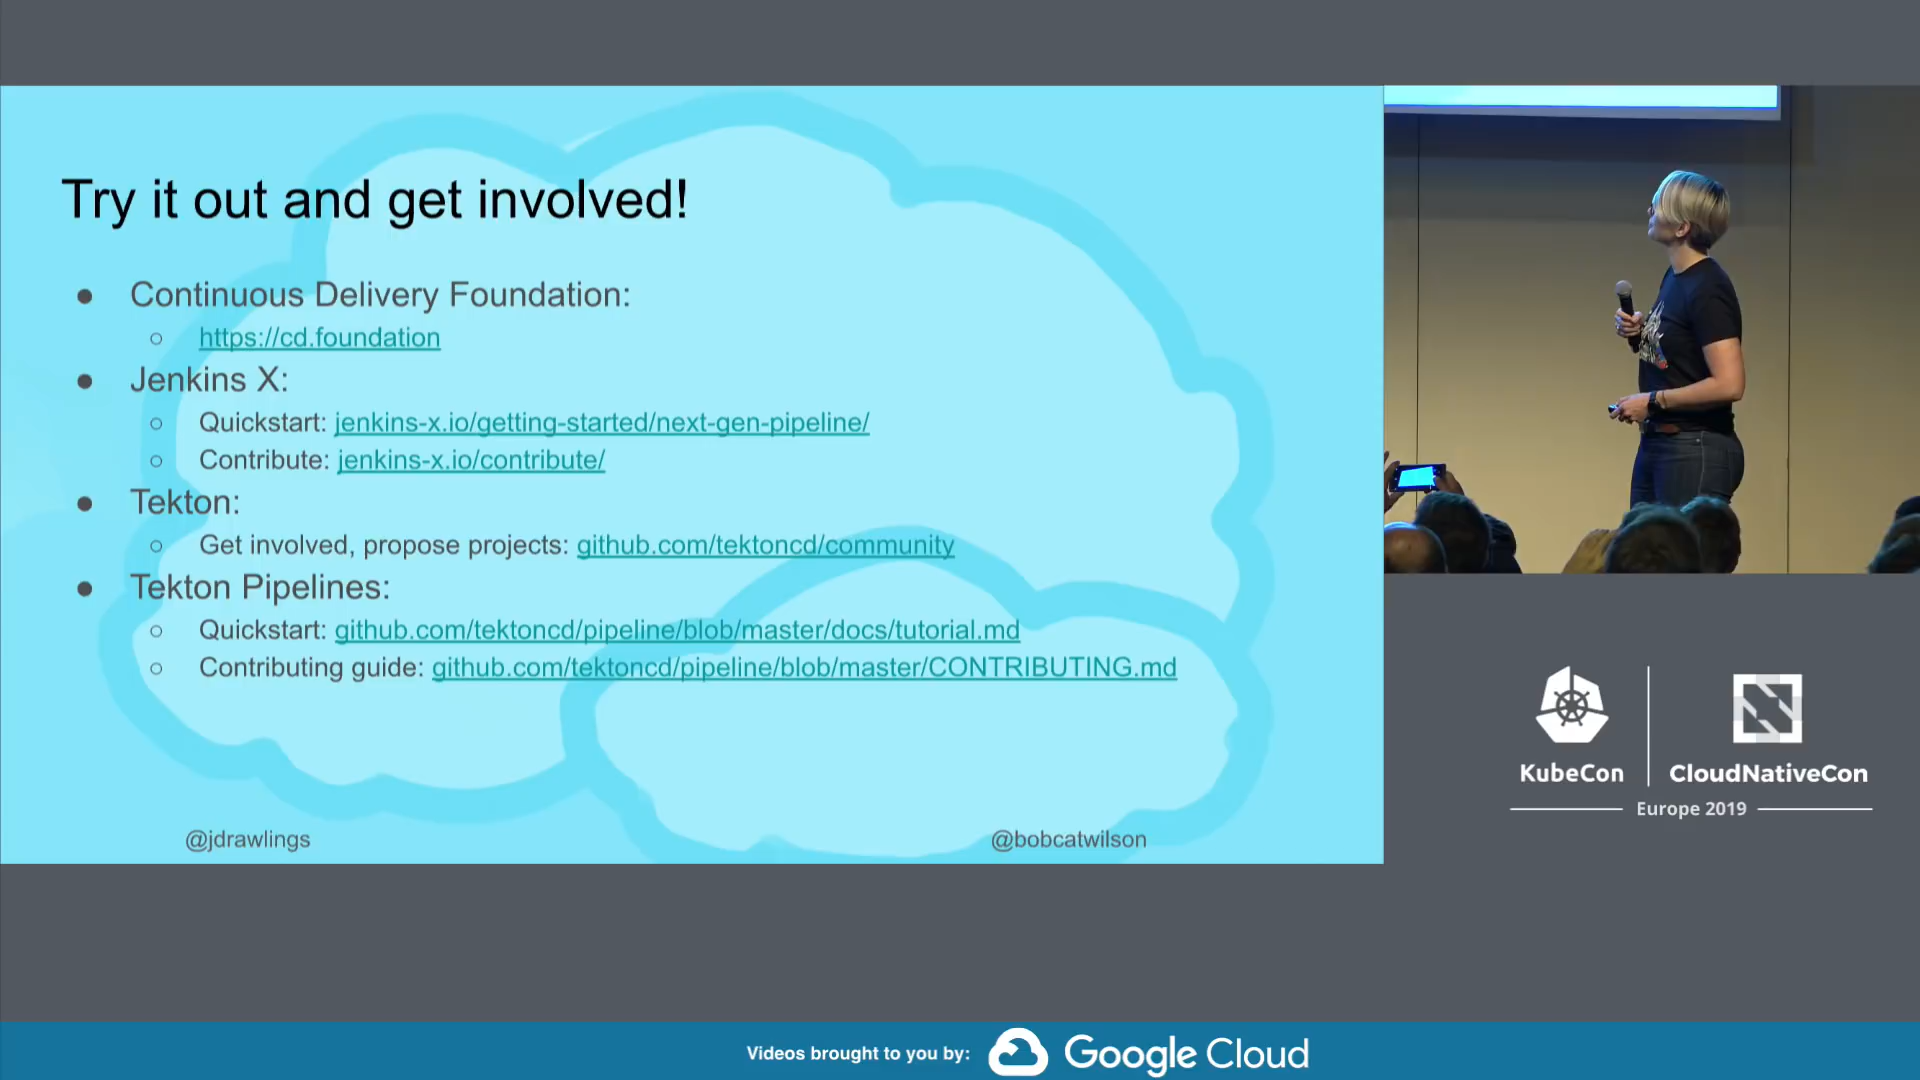 Try it out and get involved!
● Continuous Delivery Foundation:
○ https://cd.foundation
● Jenkins X:
○ Quickstart: jenkins-x.io/getting-started/next-gen-pipeline/
○ Contribute: jenkins-x.io/contribute/
● Tekton:
○ Get involved, propose projects: github.com/tektoncd/community
● Tekton Pipelines:
○ Quickstart: github.com/tektoncd/pipeline/blob/master/docs/tutorial.md
○ Contributing guide: github.com/tektoncd/pipeline/blob/master/CONTRIBUTING.md
@jdrawlings
@bobcatwilson
KubeCon
CloudNativeCon
Europe 2019
Videos brought to you by:
Google Cloud